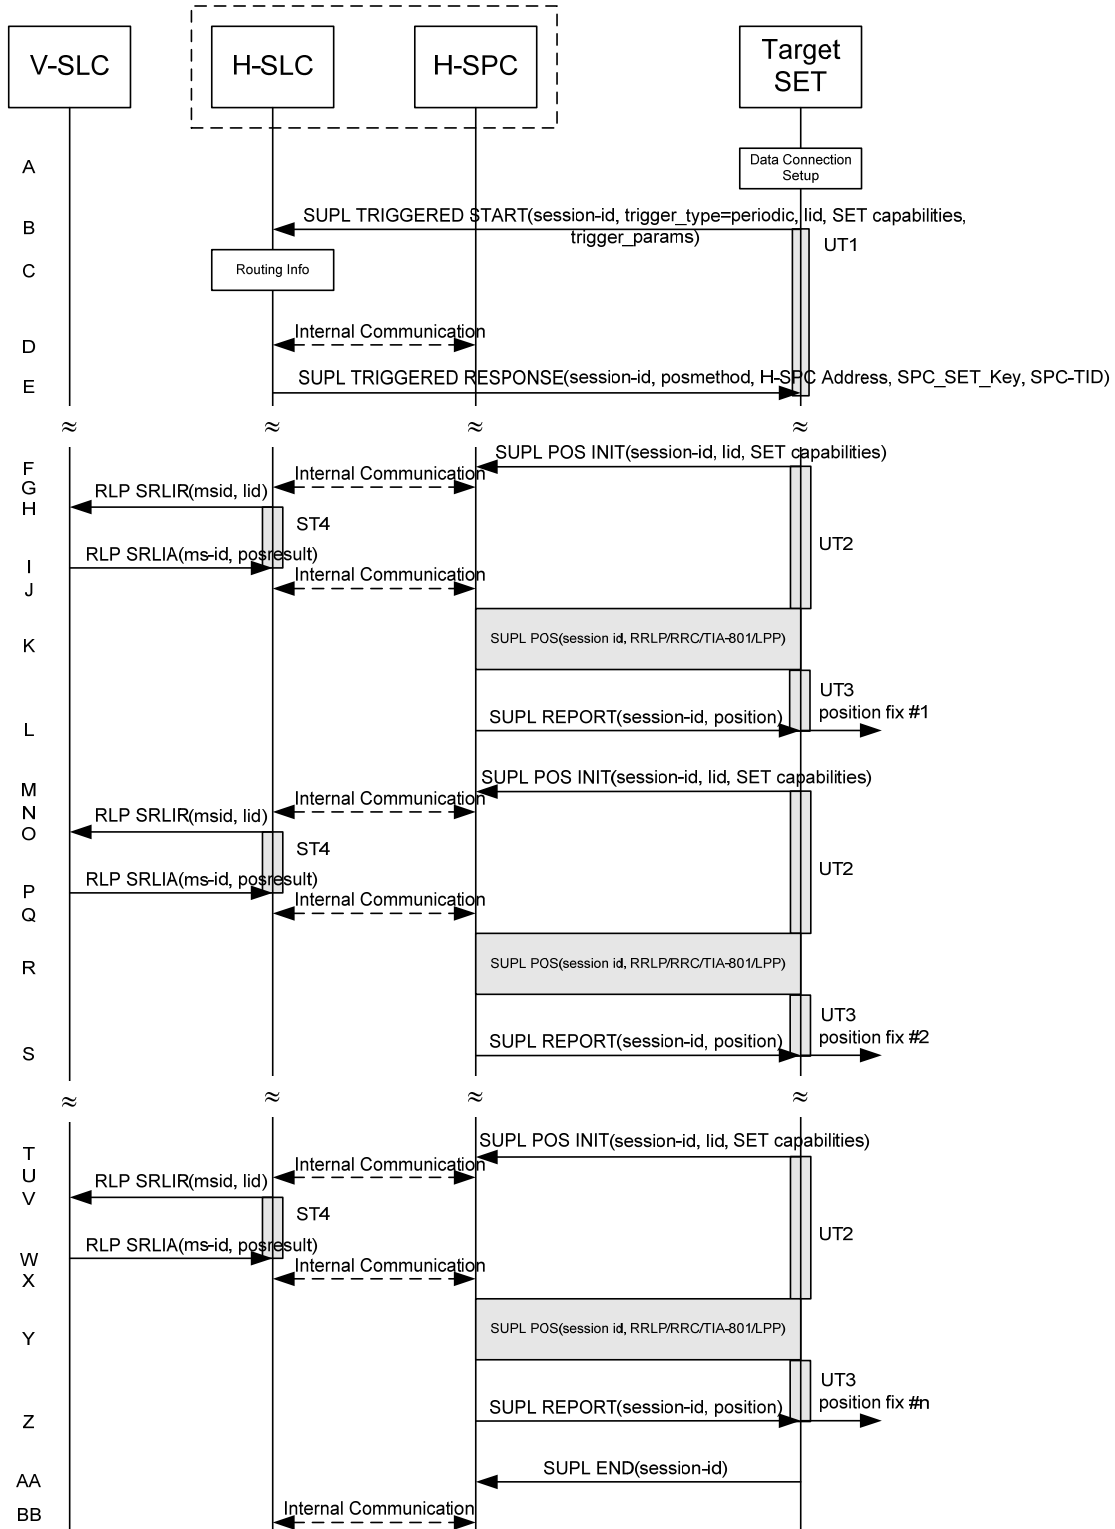 V-SLC
H-SLC
H-SPC
Target
SET
A
Data Connection
Setup
B
SUPL TRIGGERED START(session-id, trigger_type=periodic, lid, SET capabilities,
trigger_params)
UT1
C
Routing Info
D
Internal Communication
E
SUPL TRIGGERED RESPONSE(session-id, posmethod, H-SPC Address, SPC_SET_Key, SPC-TID)
≈ ≈ ≈ ≈
F
SUPL POS INIT(session-id, lid, SET capabilities)
G
Internal Communication
H
RLP SRLIR(msid, lid)
ST4
UT2
I
RLP SRLIA(ms-id, posresult)
J
Internal Communication
K
SUPL POS(session id, RRLP/RRC/TIA-801/LPP)
UT3
position fix #1
L
SUPL REPORT(session-id, position)
M
SUPL POS INIT(session-id, lid, SET capabilities)
N
Internal Communication
O
RLP SRLIR(msid, lid)
ST4
UT2
P
RLP SRLIA(ms-id, posresult)
Q
Internal Communication
R
SUPL POS(session id, RRLP/RRC/TIA-801/LPP)
UT3
position fix #2
S
SUPL REPORT(session-id, position)
≈ ≈ ≈ ≈
T
SUPL POS INIT(session-id, lid, SET capabilities)
U
Internal Communication
V
RLP SRLIR(msid, lid)
ST4
UT2
W
RLP SRLIA(ms-id, posresult)
X
Internal Communication
Y
SUPL POS(session id, RRLP/RRC/TIA-801/LPP)
UT3
position fix #n
Z
SUPL REPORT(session-id, position)
AA
SUPL END(session-id)
BB
Internal Communication